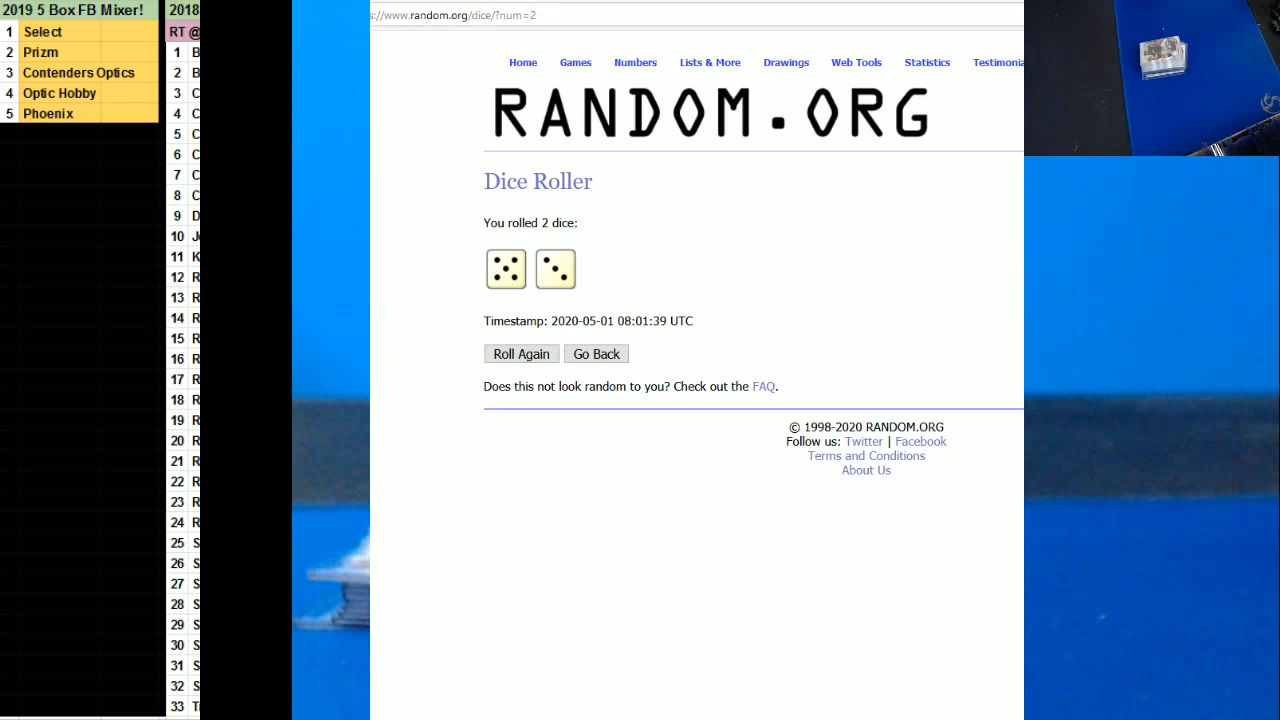 2019 5 Box FB Mixer!
1 Select
2 Prizm
3 Contenders Optics
4 Optic Hobby
5 Phoenix
2018
RT @
1 B
2 B
3 C
4 C
5 C
6 C
7 C
8 C
9 D
10 J
11 K
12 R
13 R
14 R
15 R
16 R
17 R
18 R
19 R
20 R
21 R
22 R
23 R
24 R
25 S
26 S
27 S
28 S
29 S
30 S
31 S
32 S
33 T
s://www.random.org/dice/?num=2
Home Games Numbers Lists & More Drawings Web Tools Statistics Testimonia
RANDOM.ORG
Dice Roller
You rolled 2 dice:
Timestamp: 2020-05-01 08:01:39 UTC
Roll Again Go Back
Does this not look random to you? Check out the FAQ.
© 1998-2020 RANDOM.ORG
Follow us: Twitter | Facebook
Terms and Conditions
About Us